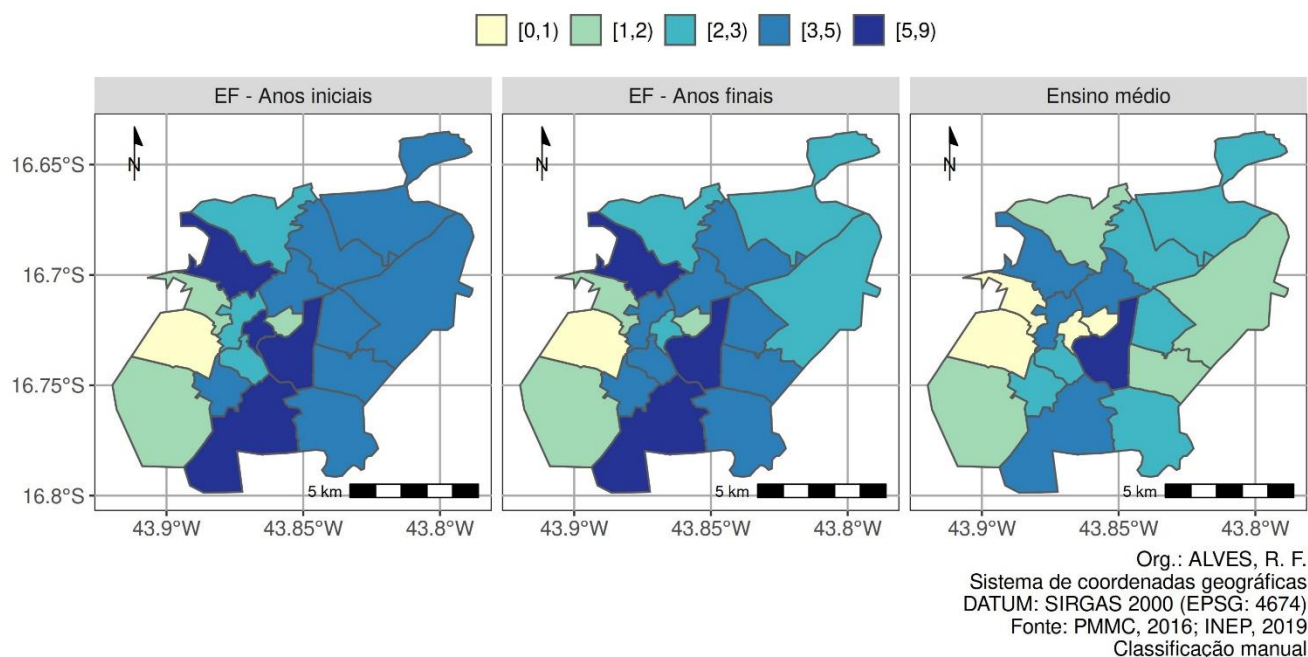 [0,1) [1,2) [2,3) [3,5) [5,9)
EF - Anos iniciais EF - Anos finais Ensino médio
N N N
16.65°S
16.7°S
16.75°S
16.8°S
5 km 5 km 5 km
43.9°W 43.85°W 43.8°W 43.9°W 43.85°W 43.8°W 43.9°W 43.85°W 43.8°W
Org.: ALVES, R. F.
Sistema de coordenadas geográficas
DATUM: SIRGAS 2000 (EPSG: 4674)
Fonte: PMMC, 2016; INEP, 2019
Classificação manual